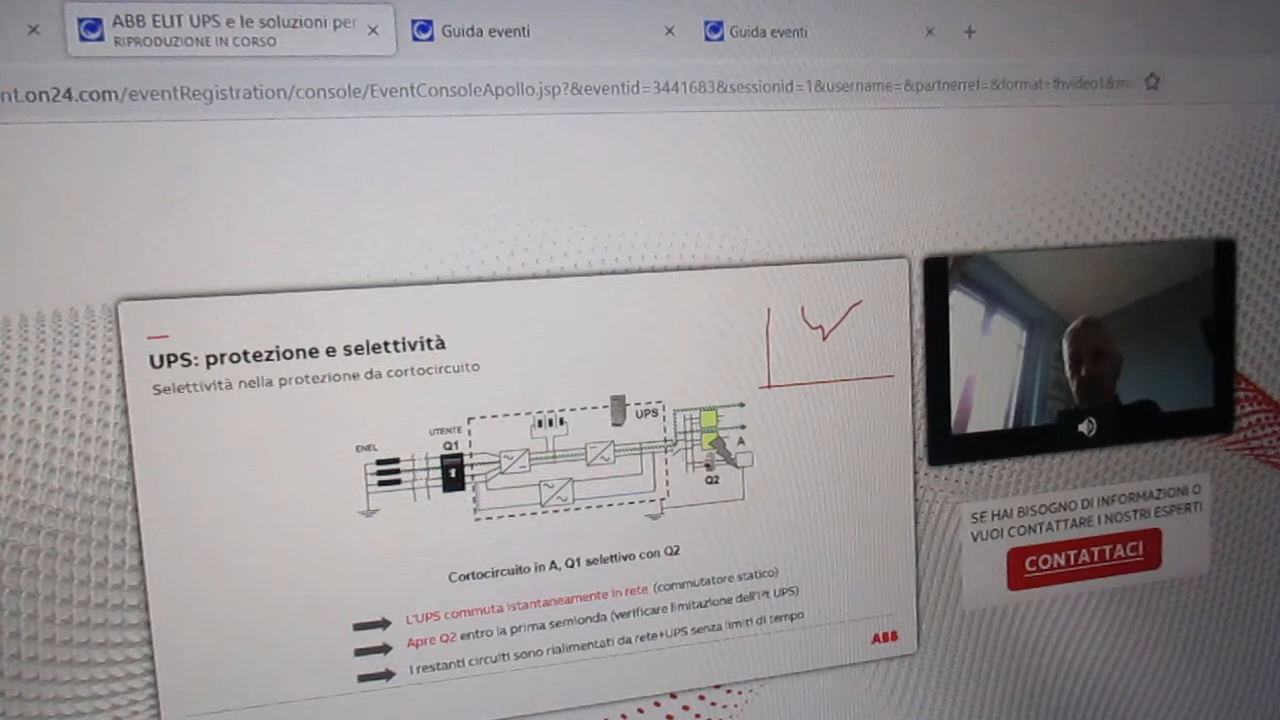 ABB ELIT UPS e le soluzioni per
RIPRODUZIONE IN CORSO
Guida eventi
Guida eventi
nt.on24.com/eventRegistration/console/EventConsoleApollo.jsp?&eventid=3441683&sessionid=1&username=&partnerref=&format=fhvideo1&m
UPS: protezione e selettività
Selettività nella protezione da cortocircuito
ENEL
UTENTE
Q1
UPS
A
Q2
Cortocircuito in A, Q1 selettivo con Q2
L'UPS commuta istantaneamente in rete (commutatore statico)
Apre Q2 entro la prima semionda (verificare limitazione dell'I²t UPS)
I restanti circuiti sono rialimentati da rete+UPS senza limiti di tempo
ABB
SE HAI BISOGNO DI INFORMAZIONI O
VUOI CONTATTARE I NOSTRI ESPERTI
CONTATTACI